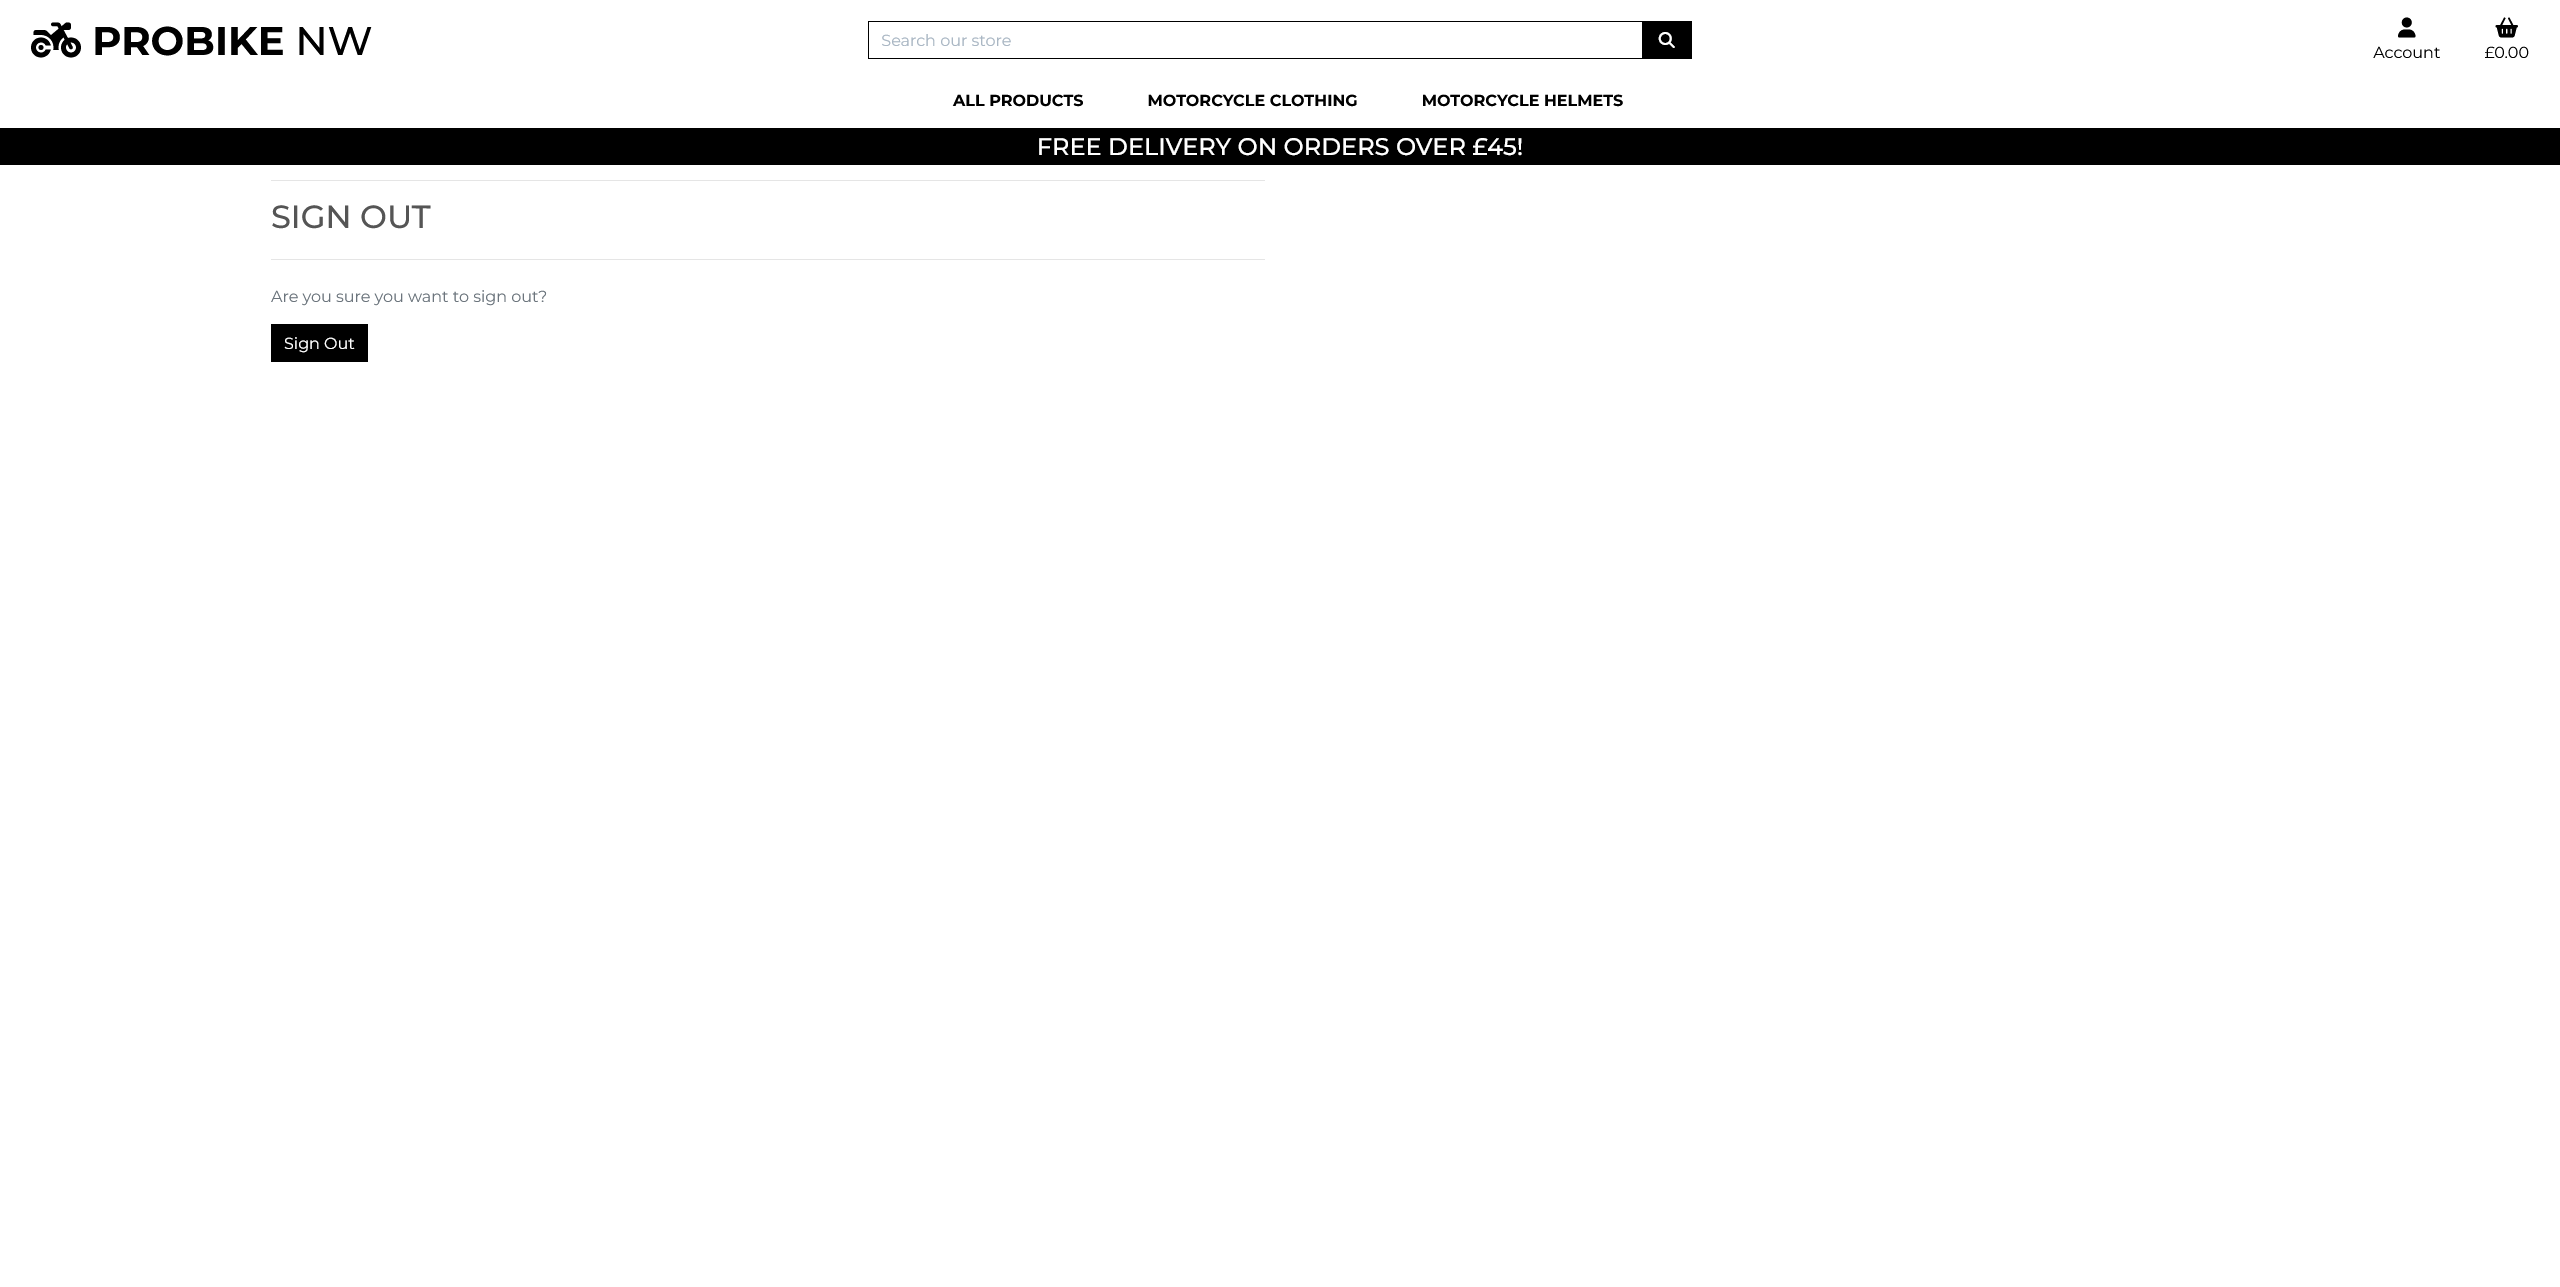 PROBIKE NW
Search our store
Account
£0.00
ALL PRODUCTS
MOTORCYCLE CLOTHING
MOTORCYCLE HELMETS
FREE DELIVERY ON ORDERS OVER £45!
SIGN OUT
Are you sure you want to sign out?
Sign Out